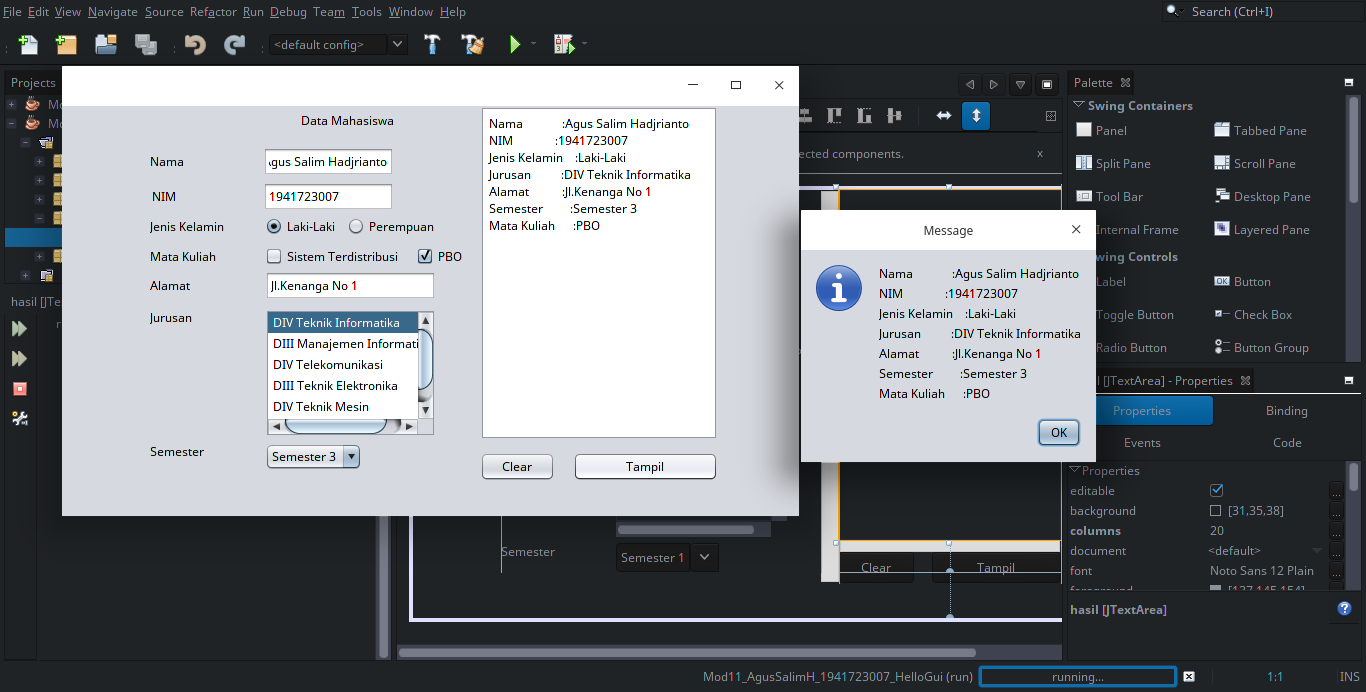 File Edit View Navigate Source Refactor Run Debug Team Tools Window Help
Search (Ctrl+I)
<default config>
Projects
Mo
Mo
hasil [JTe
Data Mahasiswa
Nama
gus Salim Hadjrianto
NIM
1941723007
Jenis Kelamin
Laki-Laki
Perempuan
Mata Kuliah
Sistem Terdistribusi
PBO
Alamat
Jl.Kenanga No 1
Jurusan
DIV Teknik Informatika
DIII Manajemen Informati
DIV Telekomunikasi
DIII Teknik Elektronika
DIV Teknik Mesin
Semester
Semester 3
Nama :Agus Salim Hadjrianto
NIM :1941723007
Jenis Kelamin :Laki-Laki
Jurusan :DIV Teknik Informatika
Alamat :Jl.Kenanga No 1
Semester :Semester 3
Mata Kuliah :PBO
Clear
Tampil
ected components.
x
Message
Nama :Agus Salim Hadjrianto
NIM :1941723007
Jenis Kelamin :Laki-Laki
Jurusan :DIV Teknik Informatika
Alamat :Jl.Kenanga No 1
Semester :Semester 3
Mata Kuliah :PBO
OK
Semester
Semester 1
Clear
Tampil
Palette
Swing Containers
Panel
Tabbed Pane
Split Pane
Scroll Pane
Tool Bar
Desktop Pane
Internal Frame
Layered Pane
wing Controls
Label
OK Button
Toggle Button
Check Box
Radio Button
Button Group
l [JTextArea] - Properties
Properties
Binding
Events
Code
Properties
editable
...
background
[31,35,38]
...
columns
20
...
document
<default>
...
font
Noto Sans 12 Plain
...
foreground
[137,145,154]
hasil [JTextArea]
Mod11_AgusSalimH_1941723007_HelloGui (run)
running...
1:1
INS